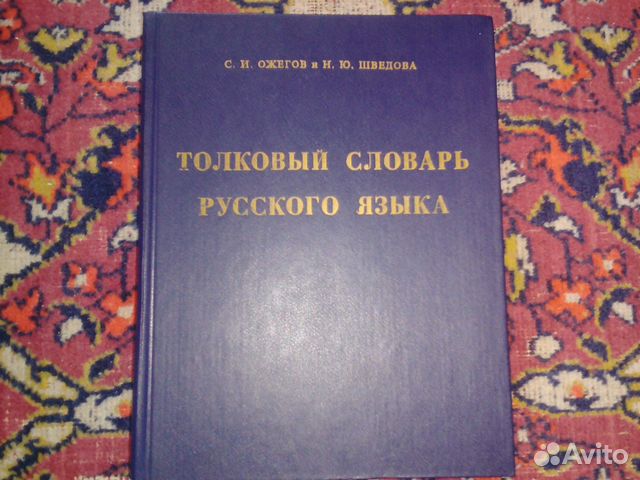 С. И. ОЖЕГОВ и Н. Ю. ШВЕДОВА
ТОЛКОВЫЙ СЛОВАРЬ
РУССКОГО ЯЗЫКА
Avito